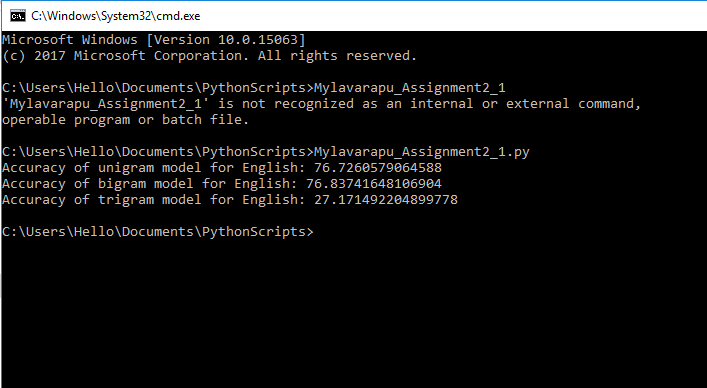 C:\Windows\System32\cmd.exe
Microsoft Windows [Version 10.0.15063]
(c) 2017 Microsoft Corporation. All rights reserved.
C:\Users\Hello\Documents\PythonScripts>Mylavarapu_Assignment2_1
'Mylavarapu_Assignment2_1' is not recognized as an internal or external command,
operable program or batch file.
C:\Users\Hello\Documents\PythonScripts>Mylavarapu_Assignment2_1.py
Accuracy of unigram model for English: 76.7260579064588
Accuracy of bigram model for English: 76.83741648106904
Accuracy of trigram model for English: 27.171492204899778
C:\Users\Hello\Documents\PythonScripts>